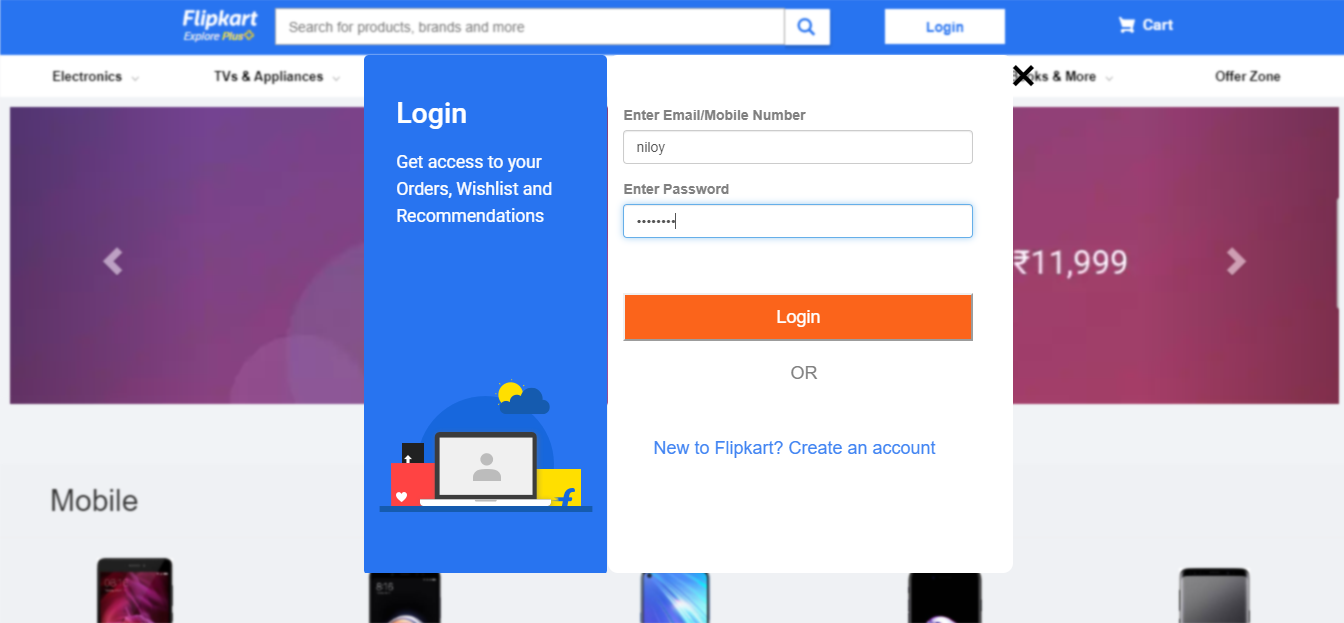 Flipkart
Explore Plus
Search for products, brands and more
Login
Cart
Electronics
TVs & Appliances
ks & More
Offer Zone
Login
Get access to your
Orders, Wishlist and
Recommendations
Enter Email/Mobile Number
niloy
Enter Password
••••••••
Login
OR
New to Flipkart? Create an account
₹11,999
Mobile